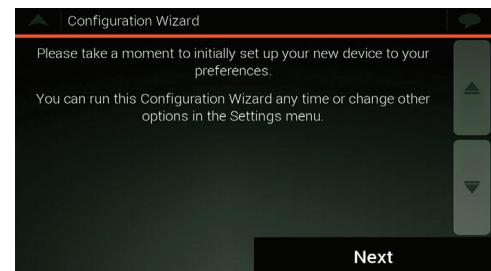 Configuration Wizard
Please take a moment to initially set up your new device to your
preferences.
You can run this Configuration Wizard any time or change other
options in the Settings menu.
Next